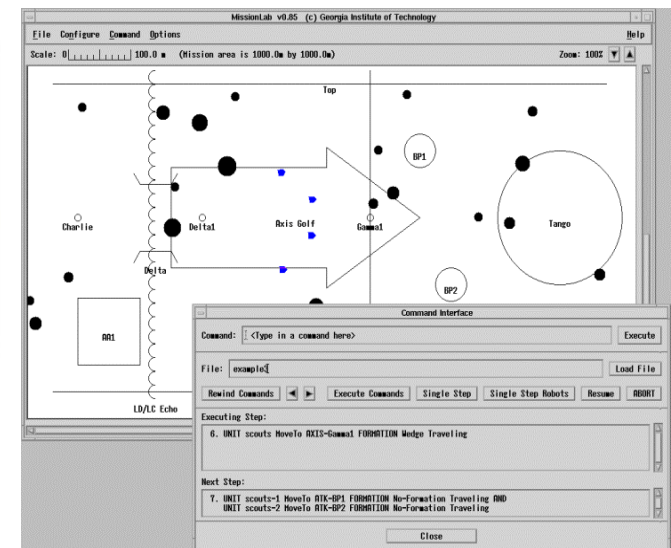 MissionLab v0.85 (c) Georgia Institute of Technology
File Configure Command Options Help
Scale: 0 100.0 m (Mission area is 1000.0m by 1000.0m) Zoom: 100%
Top
BP1
Charlie Delta1 Axis Golf Gamma1 Tango
Delta
BP2
AA1
LD/LC Echo
Command Interface
Command: <Type in a command here> Execute
File: example3 Load File
Rewind Commands Execute Commands Single Step Single Step Robots Resume ABORT
Executing Step:
6. UNIT scouts MoveTo AXIS-Gamma1 FORMATION Wedge Traveling
Next Step:
7. UNIT scouts-1 MoveTo ATK-BP1 FORMATION No-Formation Traveling AND
UNIT scouts-2 MoveTo ATK-BP2 FORMATION No-Formation Traveling
Close